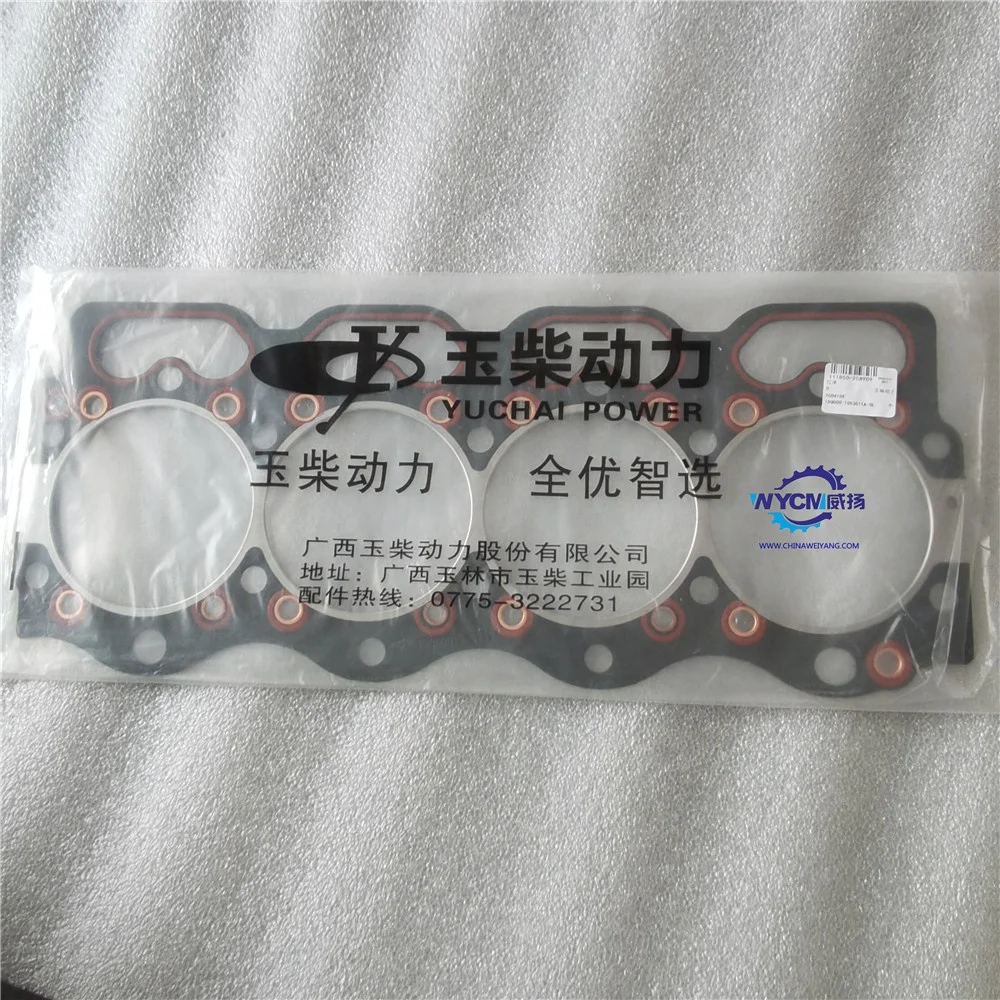 玉柴动力
YUCHAI POWER
玉柴动力 全优智选
广西玉柴动力股份有限公司
地址：广西玉林市玉柴工业园
配件热线：0775-3222731
WYCM威扬
WWW.CHINAWEIYANG.COM